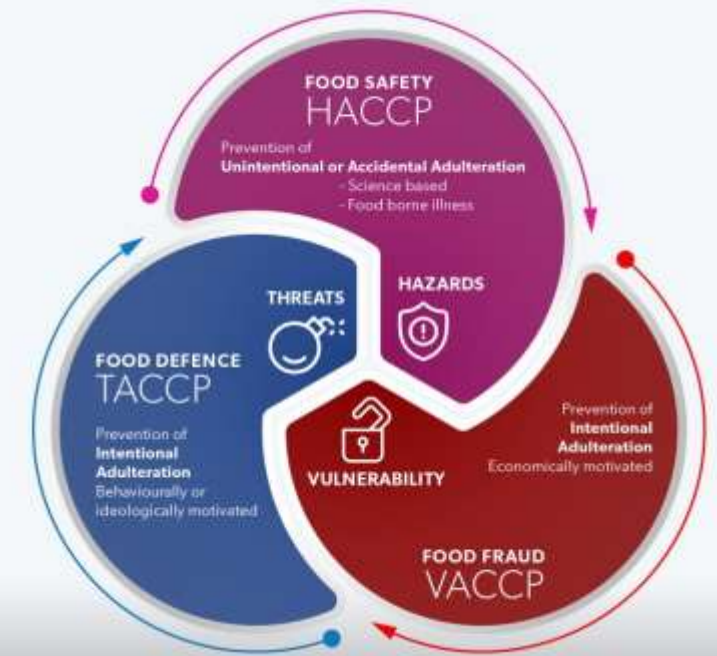 FOOD SAFETY
HACCP
Prevention of
Unintentional or Accidental Adulteration
- Science based
- Food borne illness
HAZARDS
THREATS
FOOD DEFENCE
TACCP
Prevention of
Intentional
Adulteration
Behaviourally or
ideologically motivated
VULNERABILITY
Prevention of
Intentional
Adulteration
Economically motivated
FOOD FRAUD
VACCP